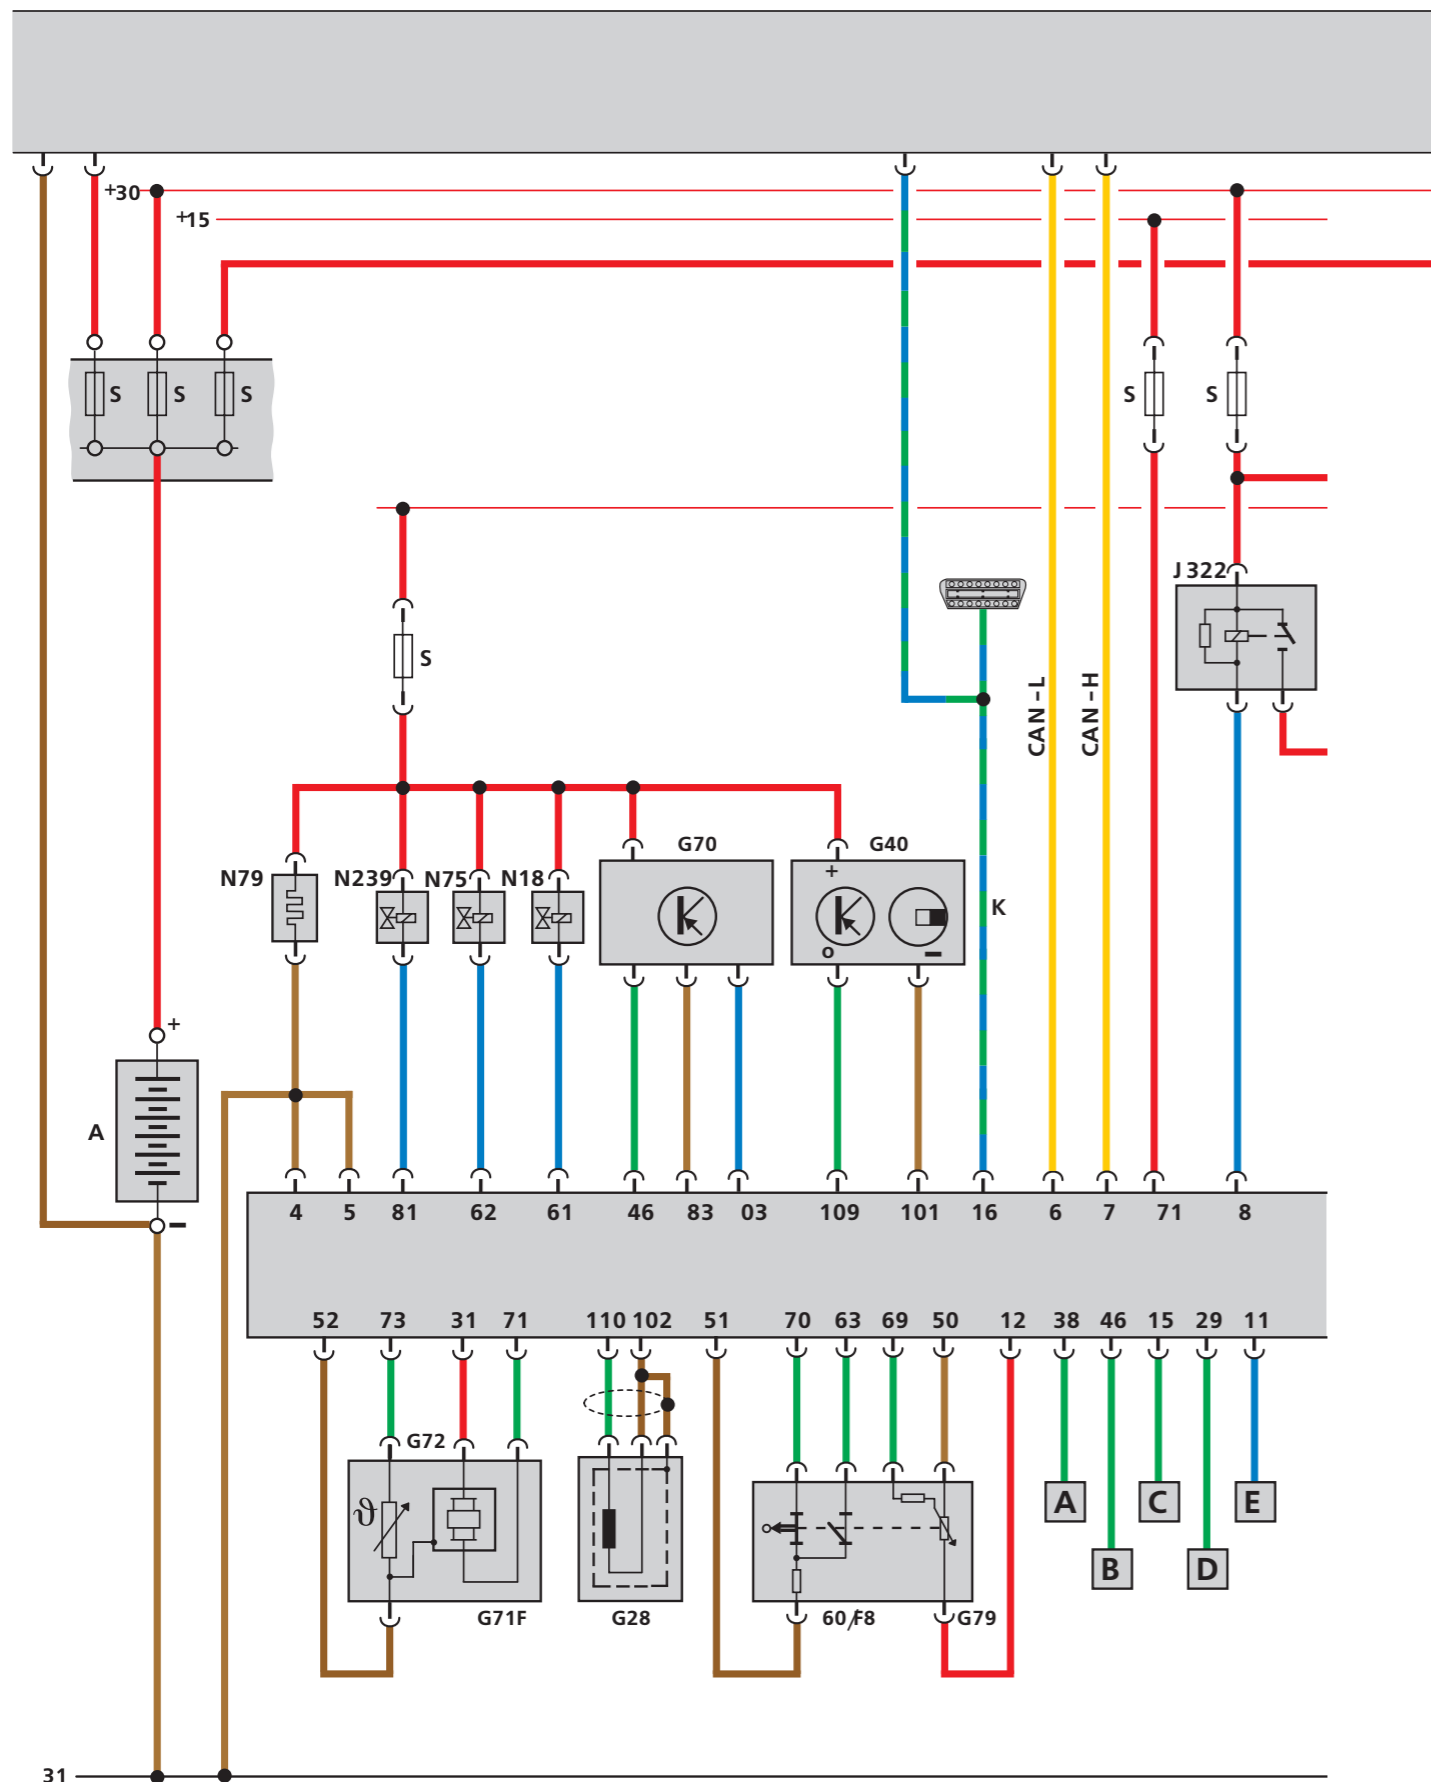 +30
+15
S S S
S S
J 322
S
CAN - L
CAN - H
G70 G40
N79 N239 N75 N18
+
K
o −
+
A
−
4 5 81 62 61 46 83 03 109 101 16 6 7 71 8
52 73 31 71 110 102 51 70 63 69 50 12 38 46 15 29 11
G72
ϑ
A C E
B D
G71F G28 60/F8 G79
31